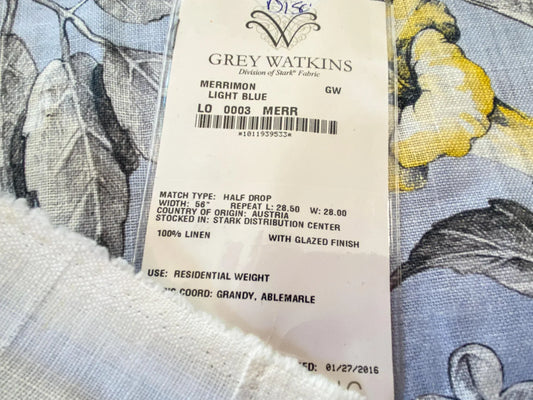 GREY WATKINS
Division of Stark® Fabric
MERRIMON GW
LIGHT BLUE
LO 0003 MERR
*1011939533*
MATCH TYPE: HALF DROP
WIDTH: 56" REPEAT L: 28.50 W: 28.00
COUNTRY OF ORIGIN: AUSTRIA
STOCKED IN: STARK DISTRIBUTION CENTER
100% LINEN WITH GLAZED FINISH
USE: RESIDENTIAL WEIGHT
COORD: GRANDY, ABLEMARLE
01/27/2016